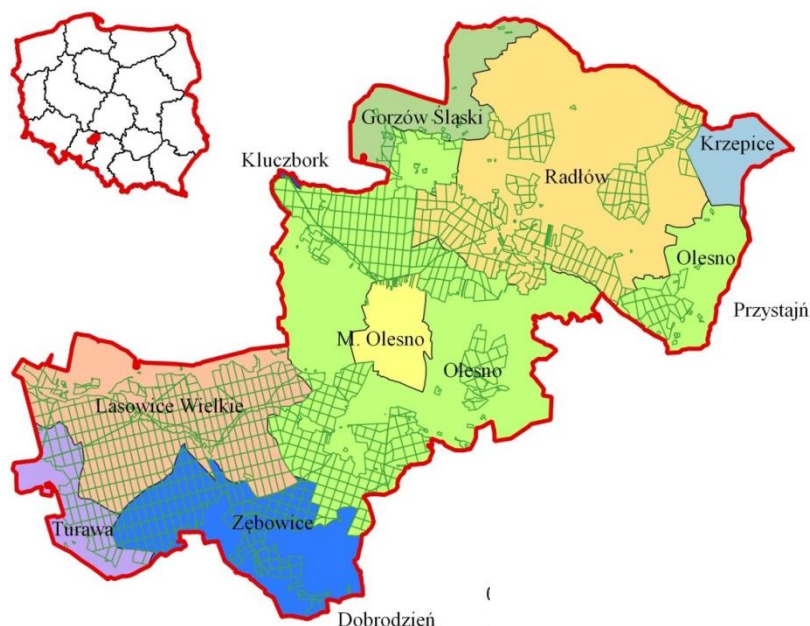 Gorzów Śląski
Krzepice
Kluczbork
Radłów
Olesno
Przystajń
M. Olesno
Olesno
Lasowice Wielkie
Turawa
Zębowice
Dobrodzień